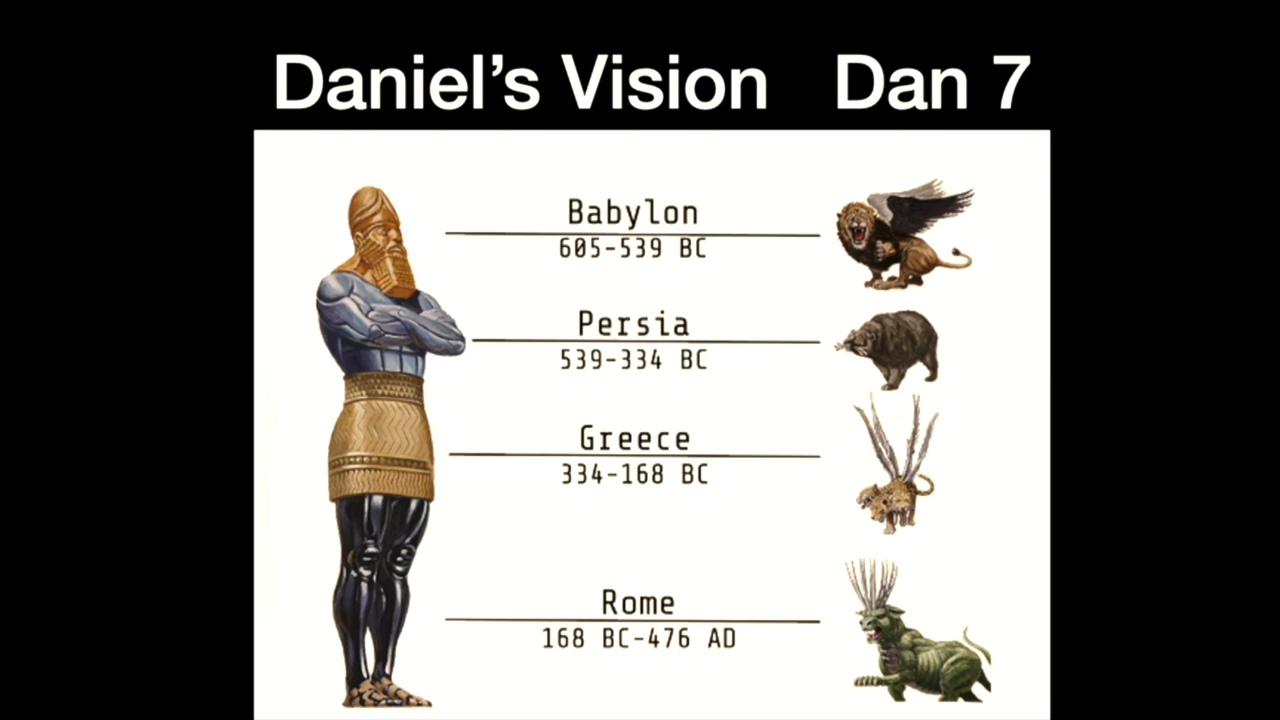 Daniel’s Vision Dan 7
Babylon
605-539 BC
Persia
539-334 BC
Greece
334-168 BC
Rome
168 BC-476 AD